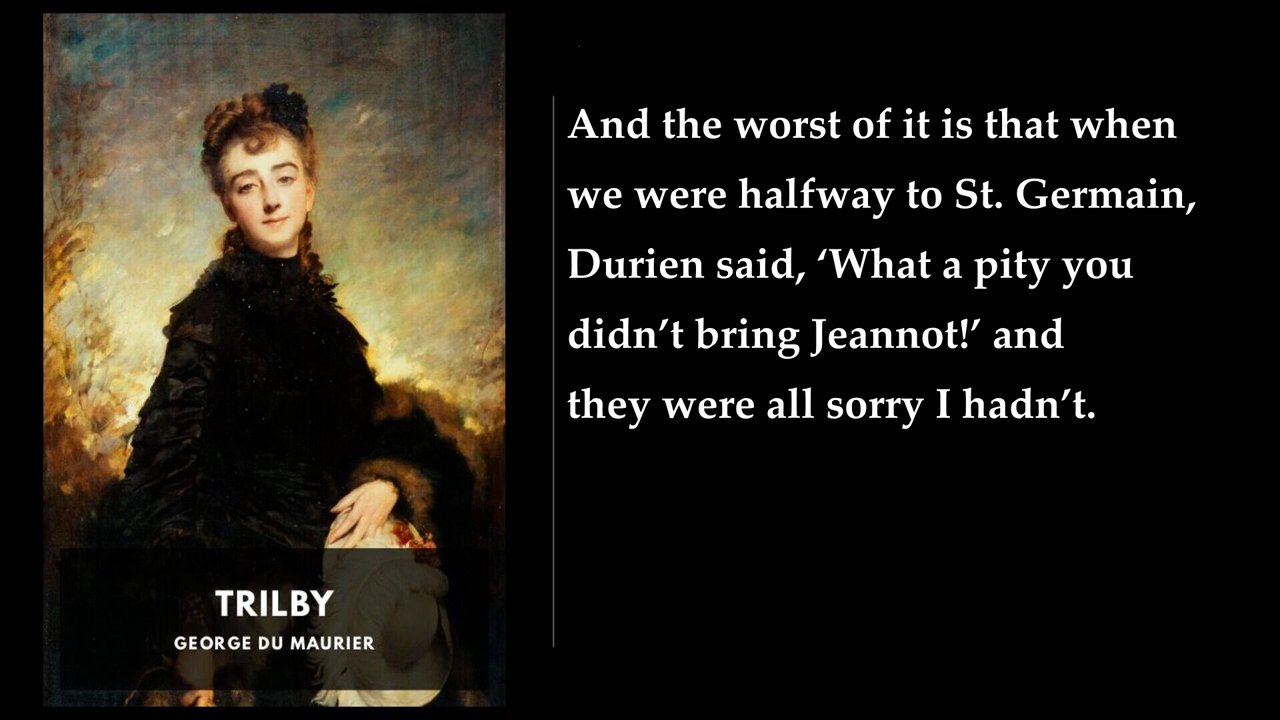 And the worst of it is that when
we were halfway to St. Germain,
Durien said, ‘What a pity you
didn’t bring Jeannot!’ and
they were all sorry I hadn’t.
TRILBY
GEORGE DU MAURIER